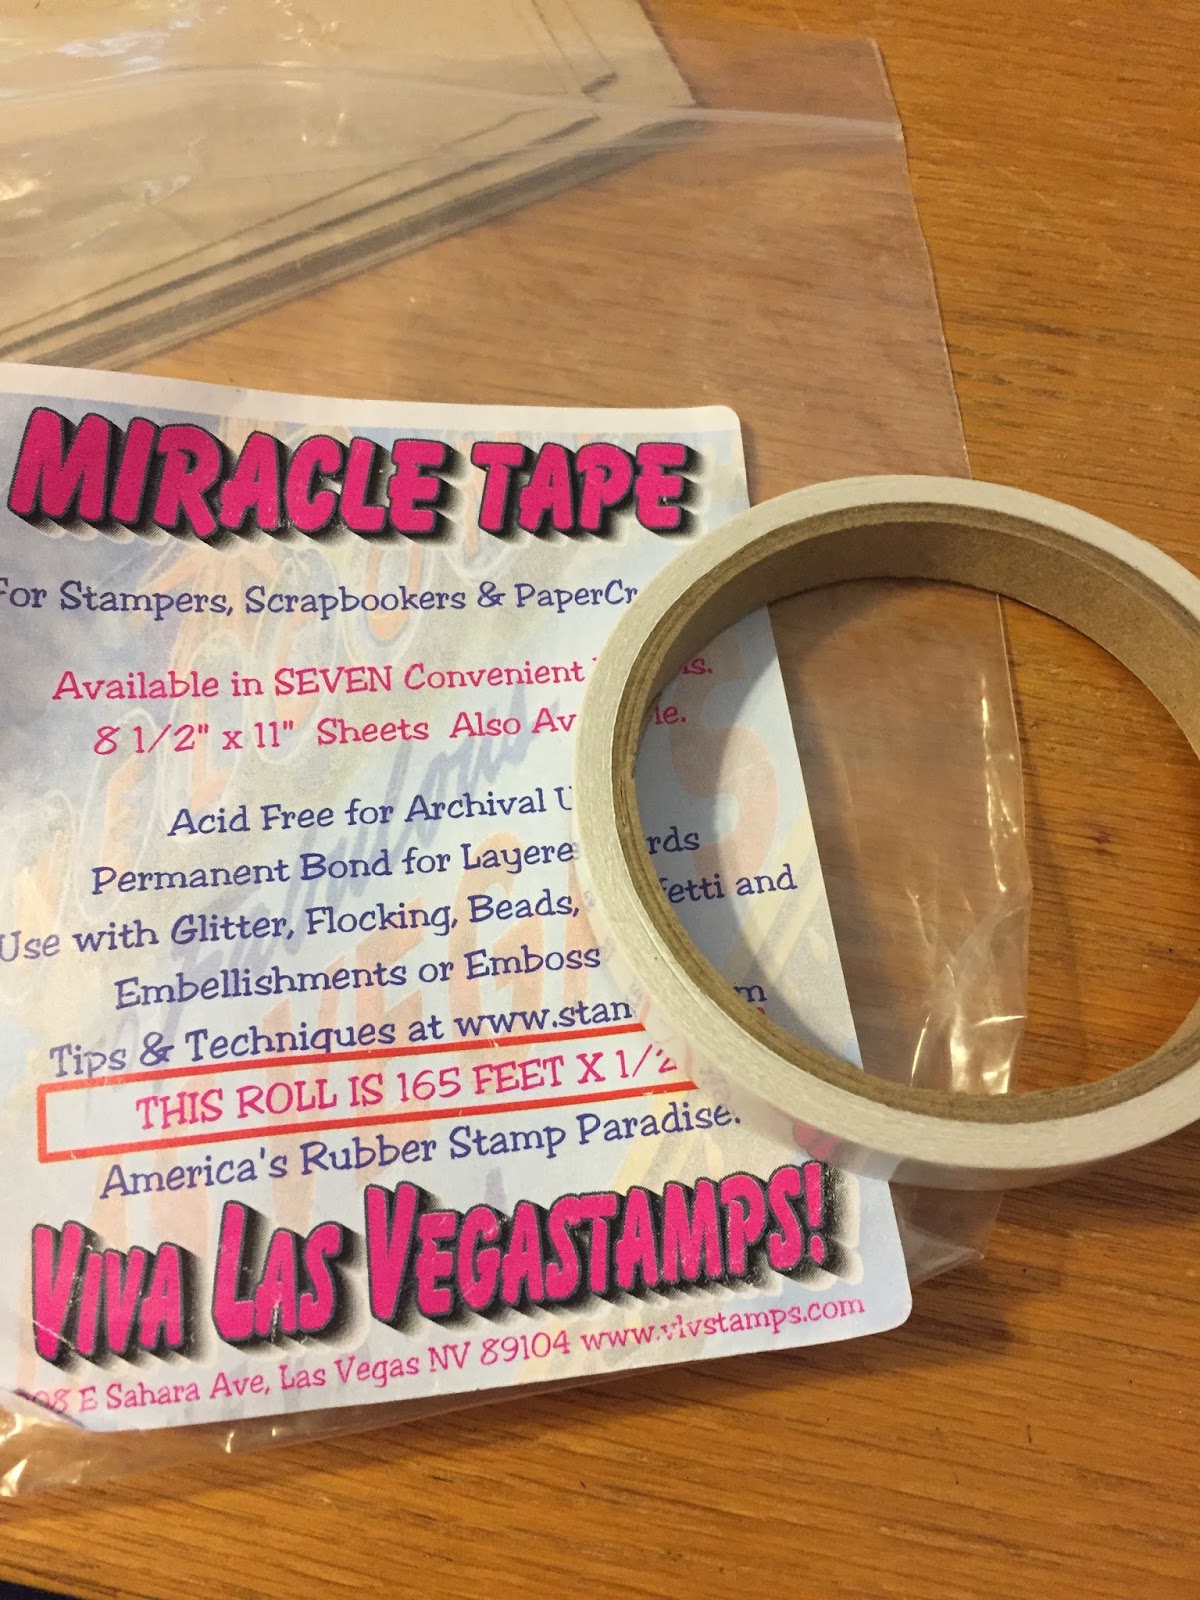 MIRACLE TAPE
For Stampers, Scrapbookers & PaperCr
Available in SEVEN Convenient
8 1/2" x 11" Sheets Also Av le.
Acid Free for Archival U
Permanent Bond for Layere rds
Use with Glitter, Flocking, Beads, fetti and
Embellishments or Emboss
Tips & Techniques at www.stan m
THIS ROLL IS 165 FEET X 1/2
America's Rubber Stamp Paradise.
VIVA LAS VEGASTAMPS!
08 E Sahara Ave, Las Vegas NV 89104 www.vlvstamps.com